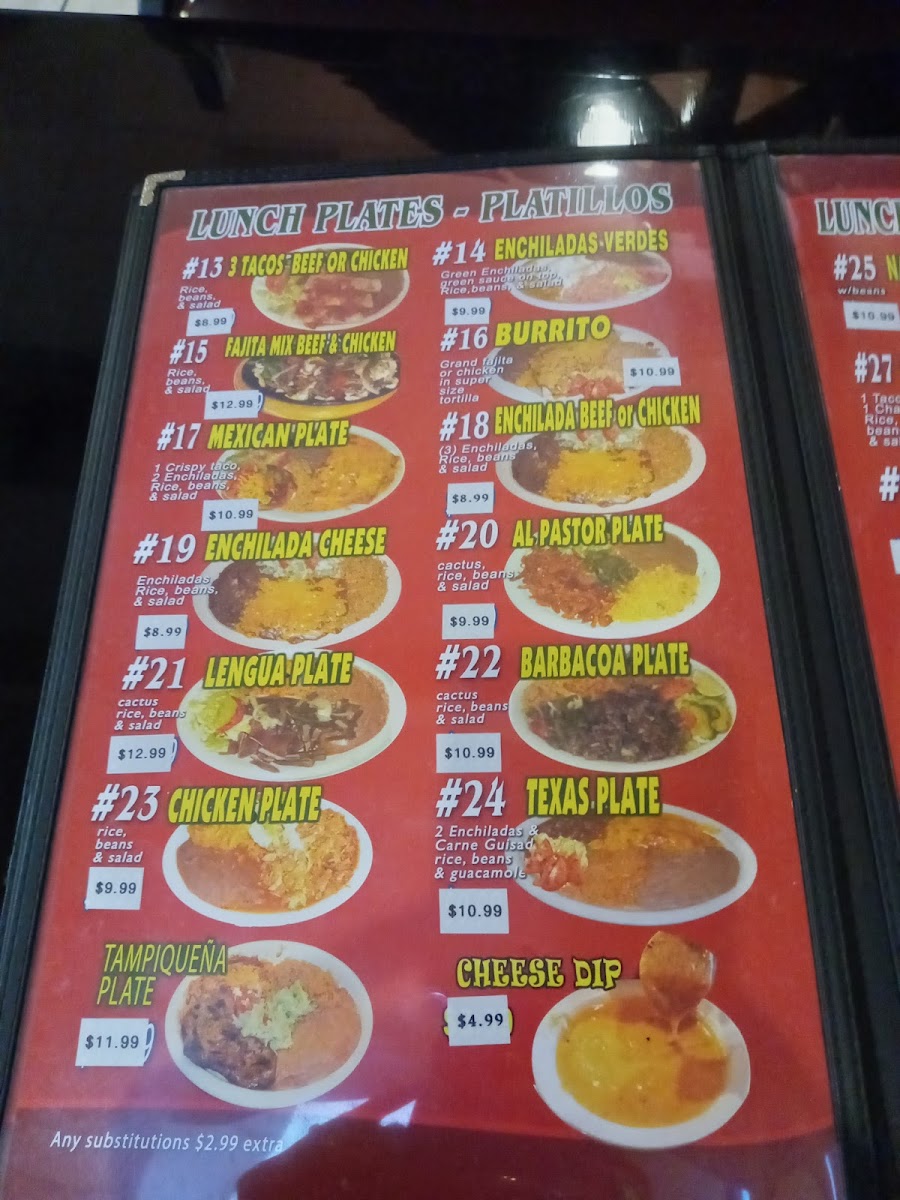 LUNCH PLATES - PLATILLOS
#13 3 TACOS BEEF OR CHICKEN
Rice,
beans,
& salad
$8.99
#14 ENCHILADAS VERDES
Green Enchiladas,
green sauce on top,
Rice, beans, & salad
$9.99
#15 FAJITA MIX BEEF & CHICKEN
Rice,
beans,
& salad
$12.99
#16 BURRITO
Grand fajita
or chicken
in super
size
tortilla
$10.99
#17 MEXICAN PLATE
1 Crispy taco,
2 Enchiladas,
Rice, beans,
& salad
$10.99
#18 ENCHILADA BEEF or CHICKEN
(3) Enchiladas,
Rice, beans
& salad
$8.99
#19 ENCHILADA CHEESE
Enchiladas
Rice, beans,
& salad
$8.99
#20 AL PASTOR PLATE
cactus,
rice, beans
& salad
$9.99
#21 LENGUA PLATE
cactus
rice, beans
& salad
$12.99
#22 BARBACOA PLATE
cactus
rice, beans
& salad
$10.99
#23 CHICKEN PLATE
rice,
beans
& salad
$9.99
#24 TEXAS PLATE
2 Enchiladas &
Carne Guisad
rice, beans
& guacamole
$10.99
TAMPIQUEÑA
PLATE
$11.99
CHEESE DIP
$4.99
Any substitutions $2.99 extra
LUNC
#25 N
w/beans
$10.99
#27
1 Taco
1 Cha
Rice,
bean
& sa
#